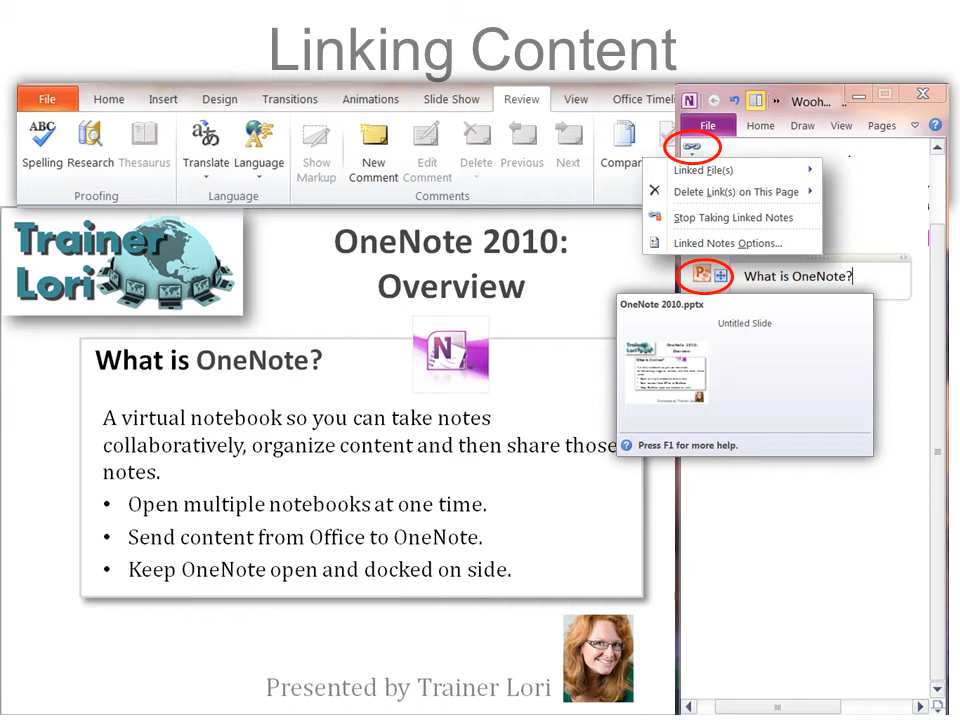 Linking Content
File Home Insert Design Transitions Animations Slide Show Review View Office Timeli
Wooh... ..
File Home Draw View Pages
ABC
Spelling Research Thesaurus
Translate Language
Show Markup
New Comment
Edit Comment
Delete Previous Next
Compar
Proofing Language Comments
Linked File(s)
Delete Link(s) on This Page
Stop Taking Linked Notes
Linked Notes Options...
Trainer
Lori
OneNote 2010:
Overview
What is OneNote?
OneNote 2010.pptx
Untitled Slide
Press F1 for more help.
N
What is OneNote?
A virtual notebook so you can take notes
collaboratively, organize content and then share those
notes.
• Open multiple notebooks at one time.
• Send content from Office to OneNote.
• Keep OneNote open and docked on side.
Presented by Trainer Lori